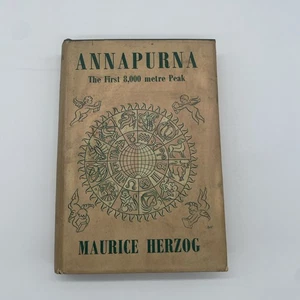 ANNAPURNA
The First 8,000 metre Peak
MAURICE HERZOG